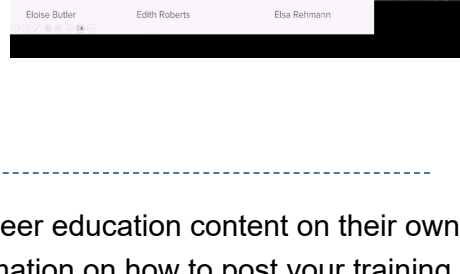 Eloise Butler Edith Roberts Elsa Rehmann
eer education content on their own
mation on how to post your training